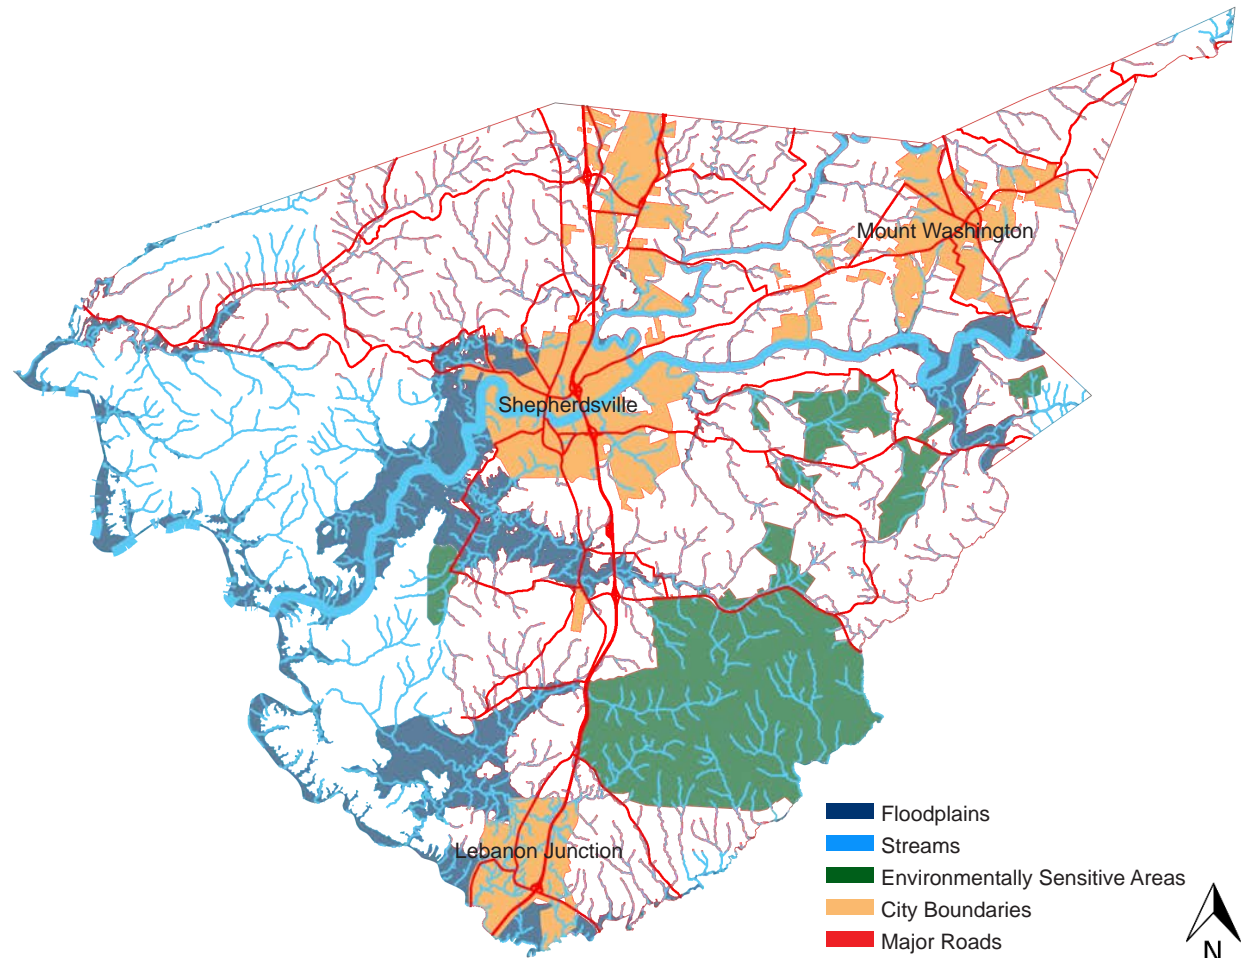 Mount Washington
Shepherdsville
Lebanon Junction
Floodplains
Streams
Environmentally Sensitive Areas
City Boundaries
Major Roads
N